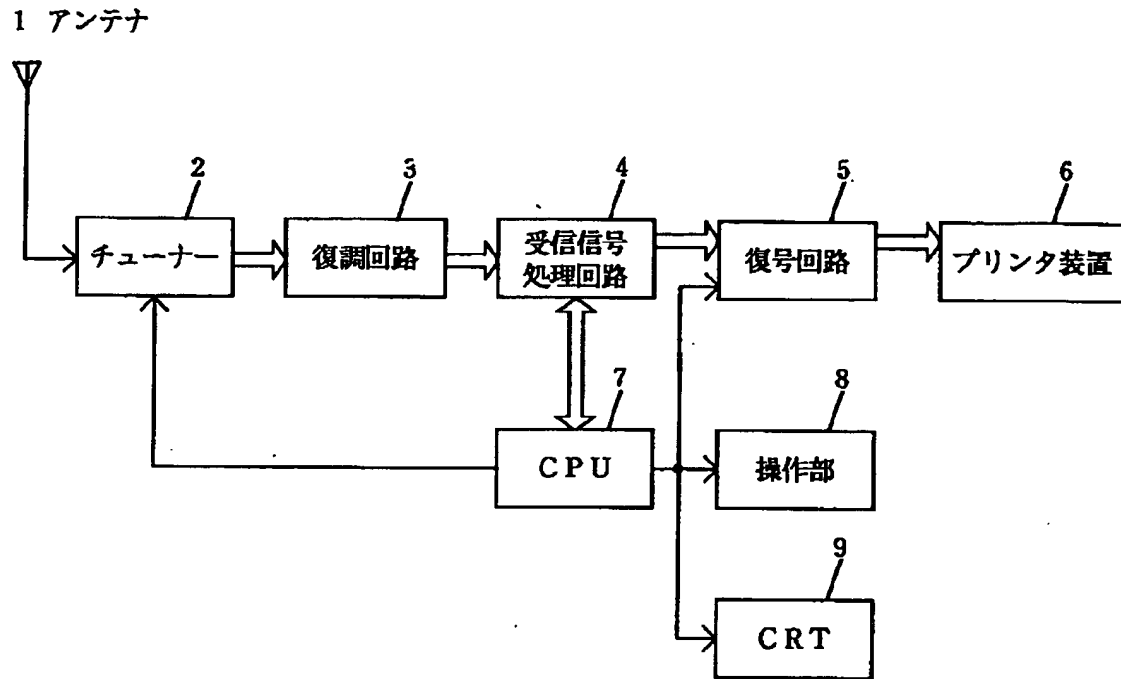 1 アンテナ
2
チューナー
3
復調回路
4
受信信号
処理回路
5
復号回路
6
プリンタ装置
7
CPU
8
操作部
9
CRT